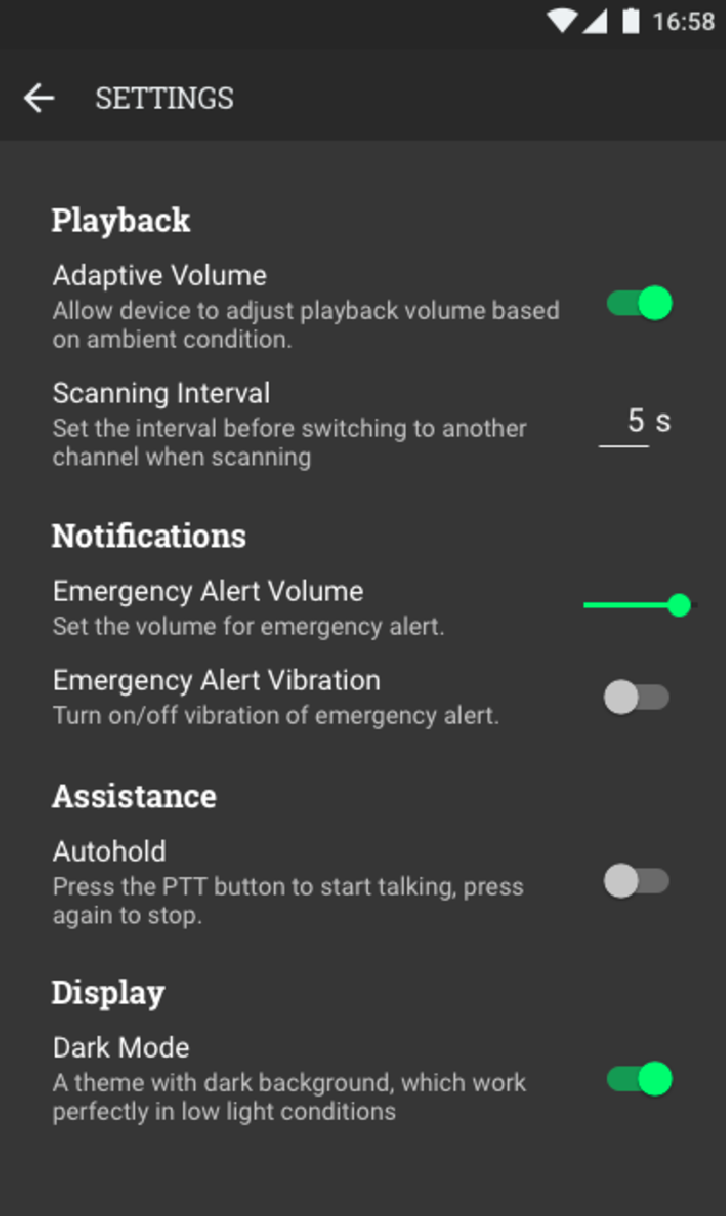 16:58
SETTINGS
Playback
Adaptive Volume
Allow device to adjust playback volume based
on ambient condition.
Scanning Interval
Set the interval before switching to another
channel when scanning
5 s
Notifications
Emergency Alert Volume
Set the volume for emergency alert.
Emergency Alert Vibration
Turn on/off vibration of emergency alert.
Assistance
Autohold
Press the PTT button to start talking, press
again to stop.
Display
Dark Mode
A theme with dark background, which work
perfectly in low light conditions